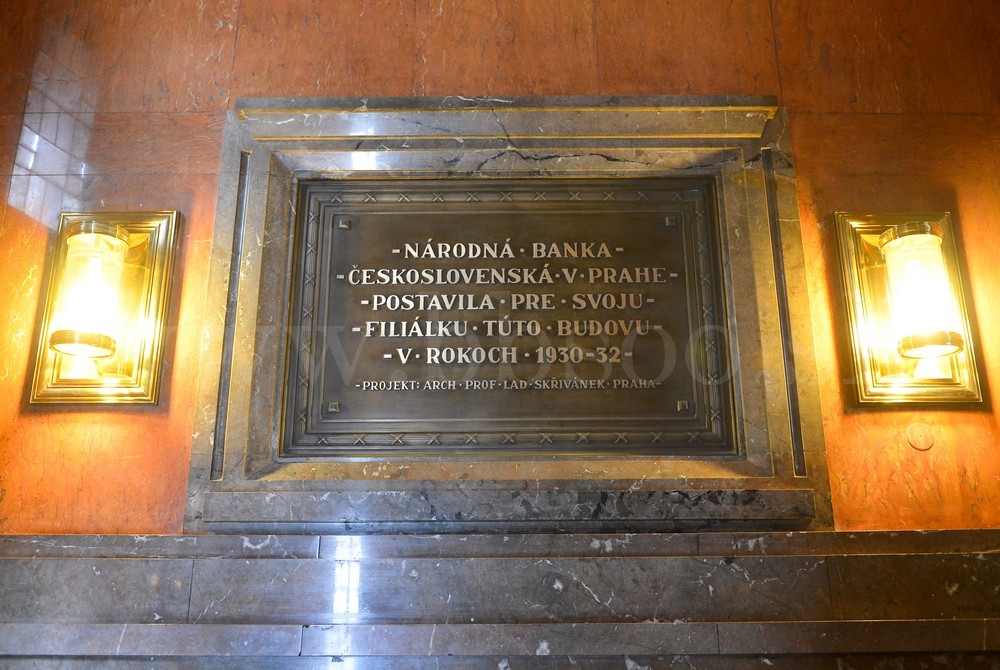 -NÁRODNÁ·BANKA-
-ČESKOSLOVENSKÁ·V·PRAHE-
-POSTAVILA·PRE·SVOJU-
-FILIÁLKU·TÚTO·BUDOVU-
-V·ROKOCH·1930-32-
-PROJEKT: ARCH·PROF·LAD·SKŘIVÁNEK·PRAHA-